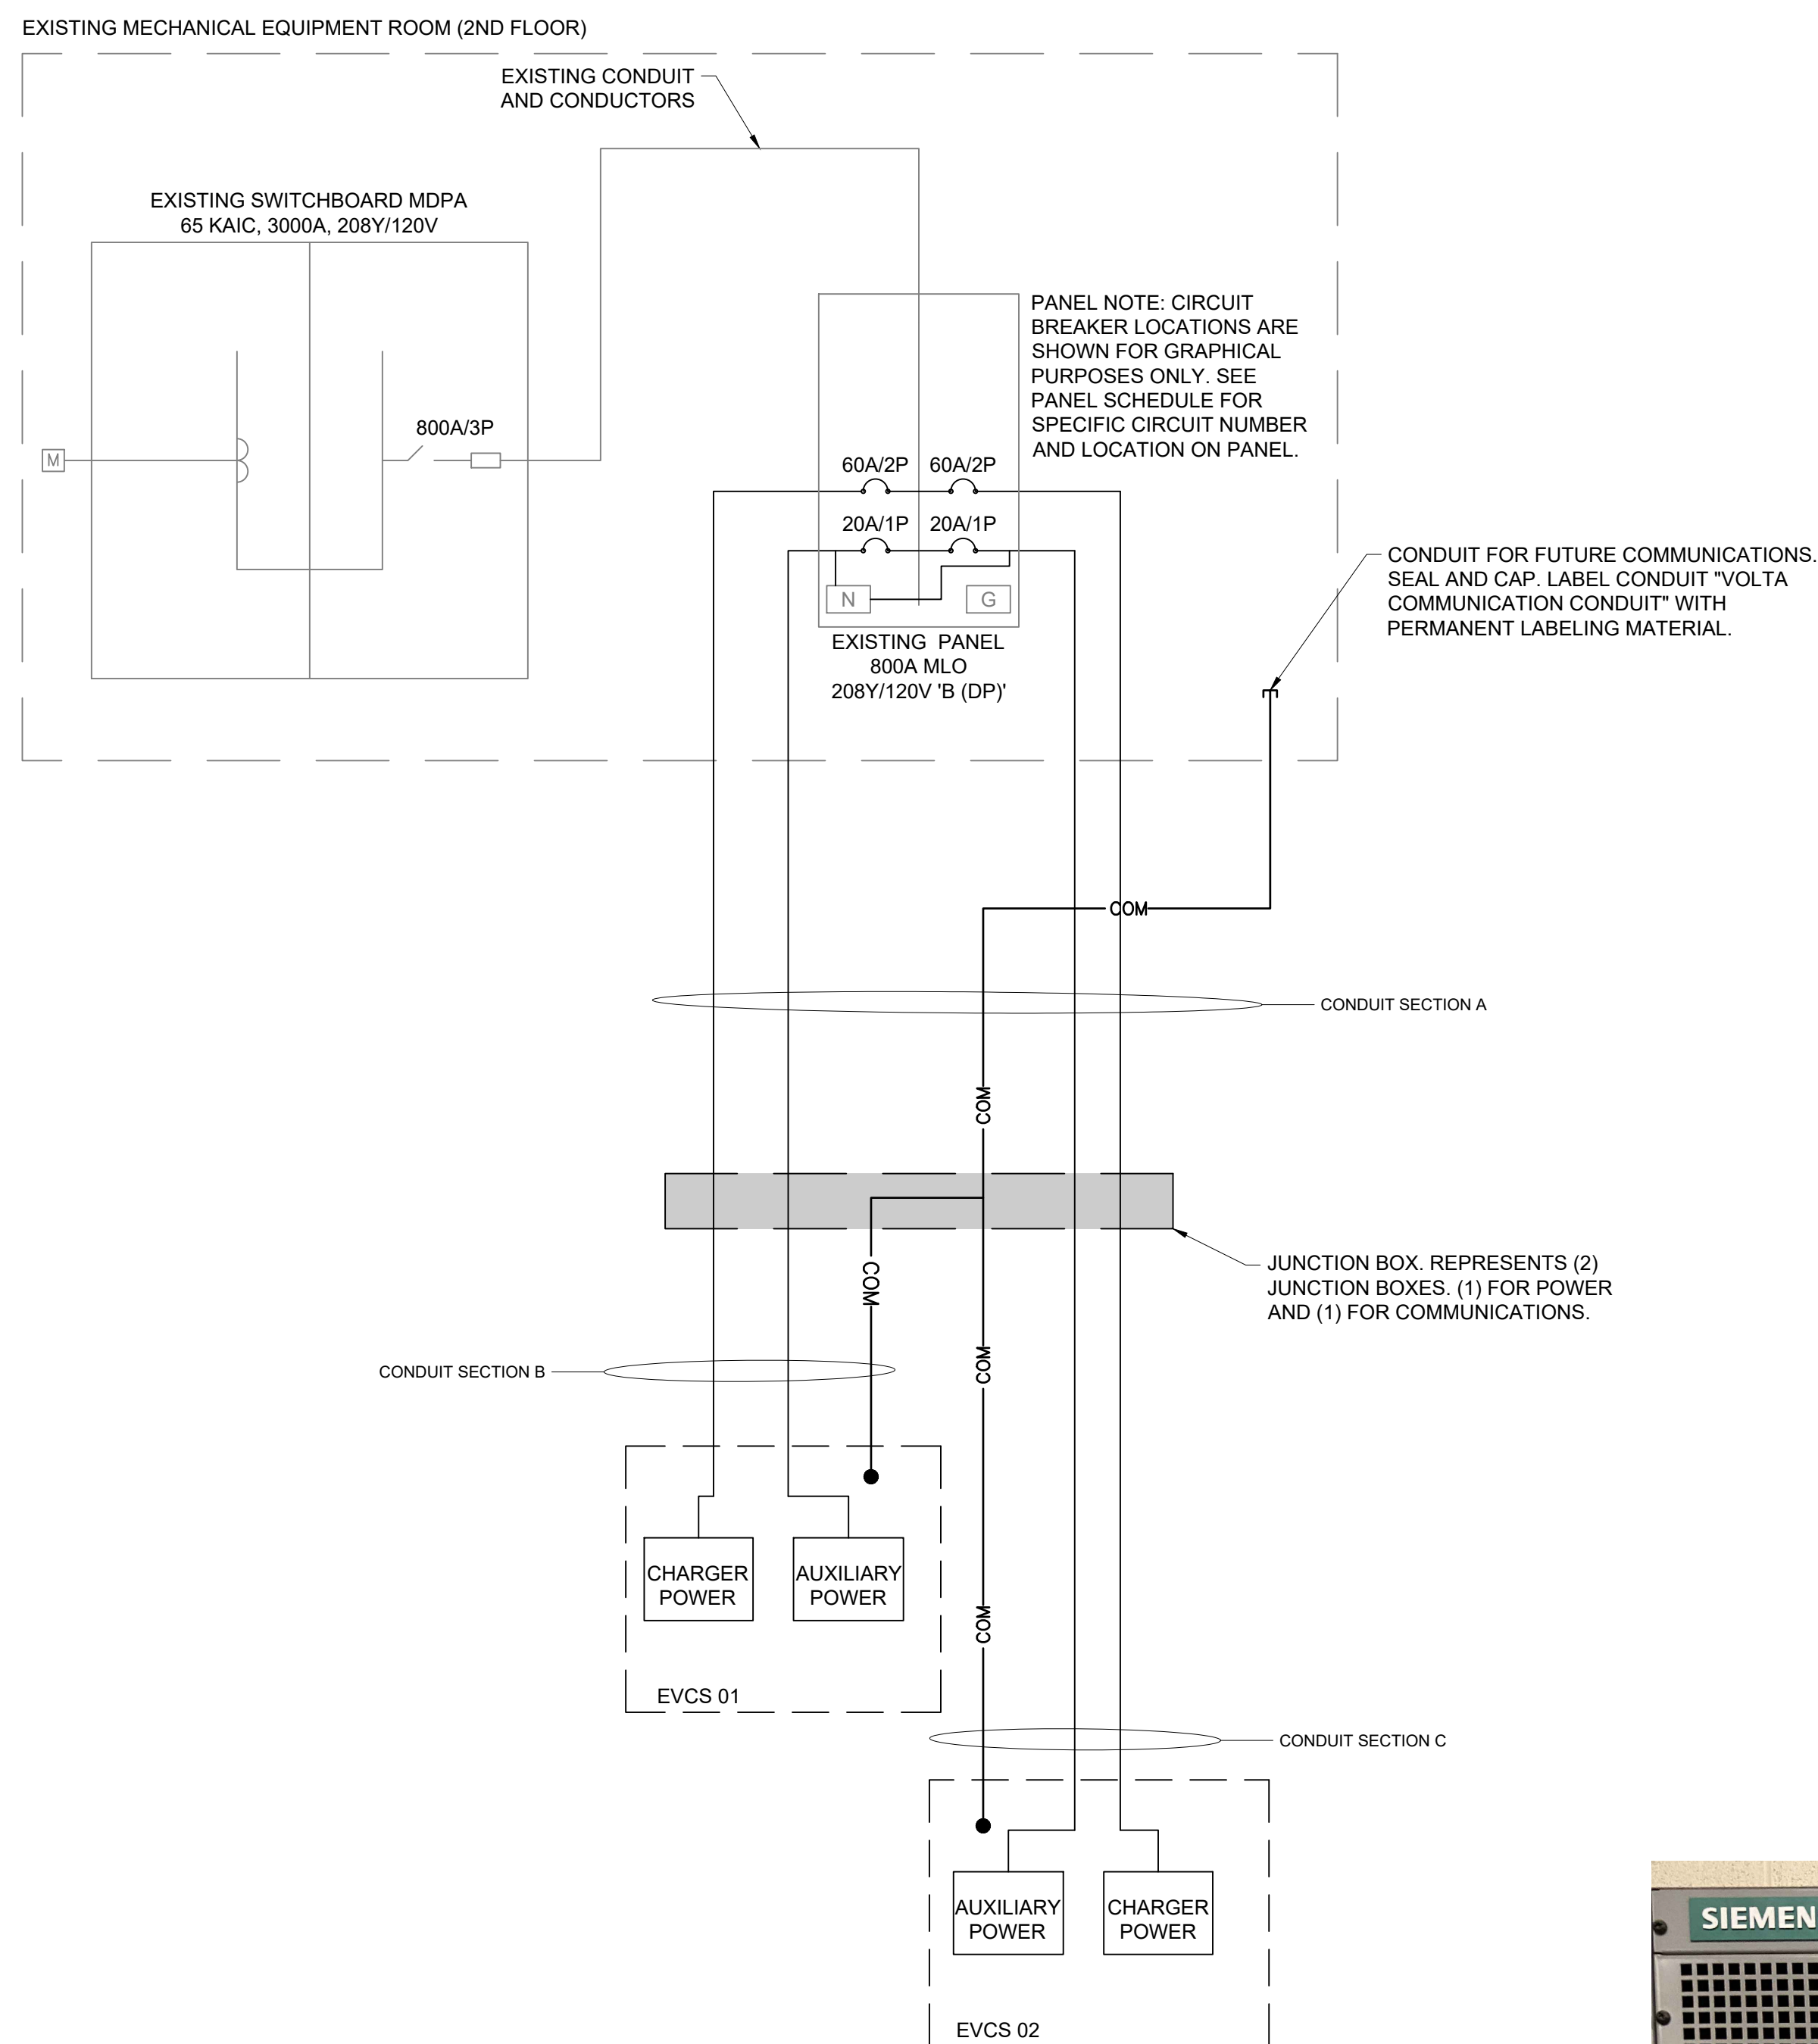 EXISTING MECHANICAL EQUIPMENT ROOM (2ND FLOOR)
EXISTING CONDUIT
AND CONDUCTORS
EXISTING SWITCHBOARD MDPA
65 KAIC, 3000A, 208Y/120V
M
800A/3P
PANEL NOTE: CIRCUIT
BREAKER LOCATIONS ARE
SHOWN FOR GRAPHICAL
PURPOSES ONLY. SEE
PANEL SCHEDULE FOR
SPECIFIC CIRCUIT NUMBER
AND LOCATION ON PANEL.
60A/2P 60A/2P
20A/1P 20A/1P
N G
EXISTING PANEL
800A MLO
208Y/120V 'B (DP)'
CONDUIT FOR FUTURE COMMUNICATIONS.
SEAL AND CAP. LABEL CONDUIT "VOLTA
COMMUNICATION CONDUIT" WITH
PERMANENT LABELING MATERIAL.
COM
CONDUIT SECTION A
COM
JUNCTION BOX. REPRESENTS (2)
JUNCTION BOXES. (1) FOR POWER
AND (1) FOR COMMUNICATIONS.
COM
COM
CONDUIT SECTION B
CHARGER
POWER
AUXILIARY
POWER
COM
EVCS 01
CONDUIT SECTION C
AUXILIARY
POWER
CHARGER
POWER
EVCS 02
SIEMEN